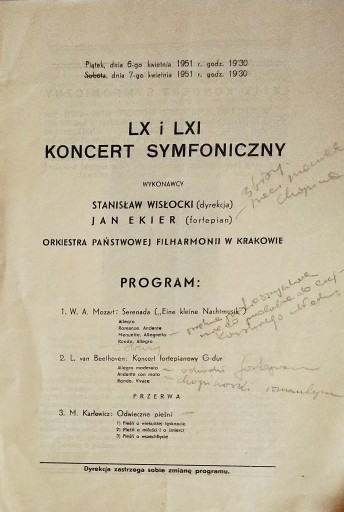 Piątek, dnia 6-go kwietnia 1951 r. godz. 19'30
Sobota, dnia 7-go kwietnia 1951 r. godz. 19'30
LX i LXI
KONCERT SYMFONICZNY
WYKONAWCY
STANISŁAW WISŁOCKI (dyrekcja)
JAN EKIER (fortepian)
ORKIESTRA PAŃSTWOWEJ FILHARMONII W KRAKOWIE
PROGRAM:
1. W. A. Mozart: Serenada („Eine kleine Nachtmusik")
Allegro
Romanza. Andante
Menuetto. Allegretto
Rondo. Allegro
2. L. van Beethoven: Koncert fortepianowy G-dur
Allegro moderato
Andante con moto
Rondo. Vivace
PRZERWA
3. M. Karłowicz: Odwieczne pieśni
1) Pieśń o wiekuistej tęsknocie
2) Pieśń o miłości i o śmierci
3) Pieśń o wszechbycie
Dyrekcja zastrzega sobie zmianę programu.